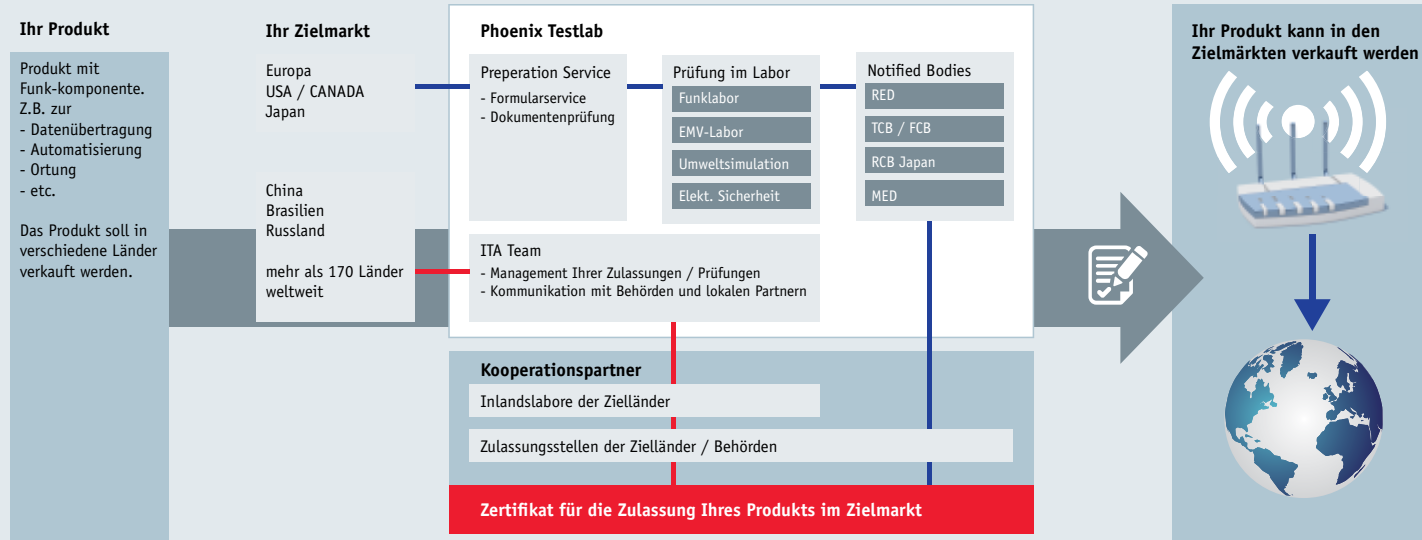 Ihr Produkt
Produkt mit
Funk-komponente.
Z.B. zur
- Datenübertragung
- Automatisierung
- Ortung
- etc.
Das Produkt soll in
verschiedene Länder
verkauft werden.
Ihr Zielmarkt
Europa
USA / CANADA
Japan
China
Brasilien
Russland
mehr als 170 Länder
weltweit
Phoenix Testlab
Preperation Service
- Formularservice
- Dokumentenprüfung
Prüfung im Labor
Funklabor
EMV-Labor
Umweltsimulation
Elekt. Sicherheit
Notified Bodies
RED
TCB / FCB
RCB Japan
MED
ITA Team
- Management Ihrer Zulassungen / Prüfungen
- Kommunikation mit Behörden und lokalen Partnern
Kooperationspartner
Inlandslabore der Zielländer
Zulassungsstellen der Zielländer / Behörden
Zertifikat für die Zulassung Ihres Produkts im Zielmarkt
Ihr Produkt kann in den
Zielmärkten verkauft werden